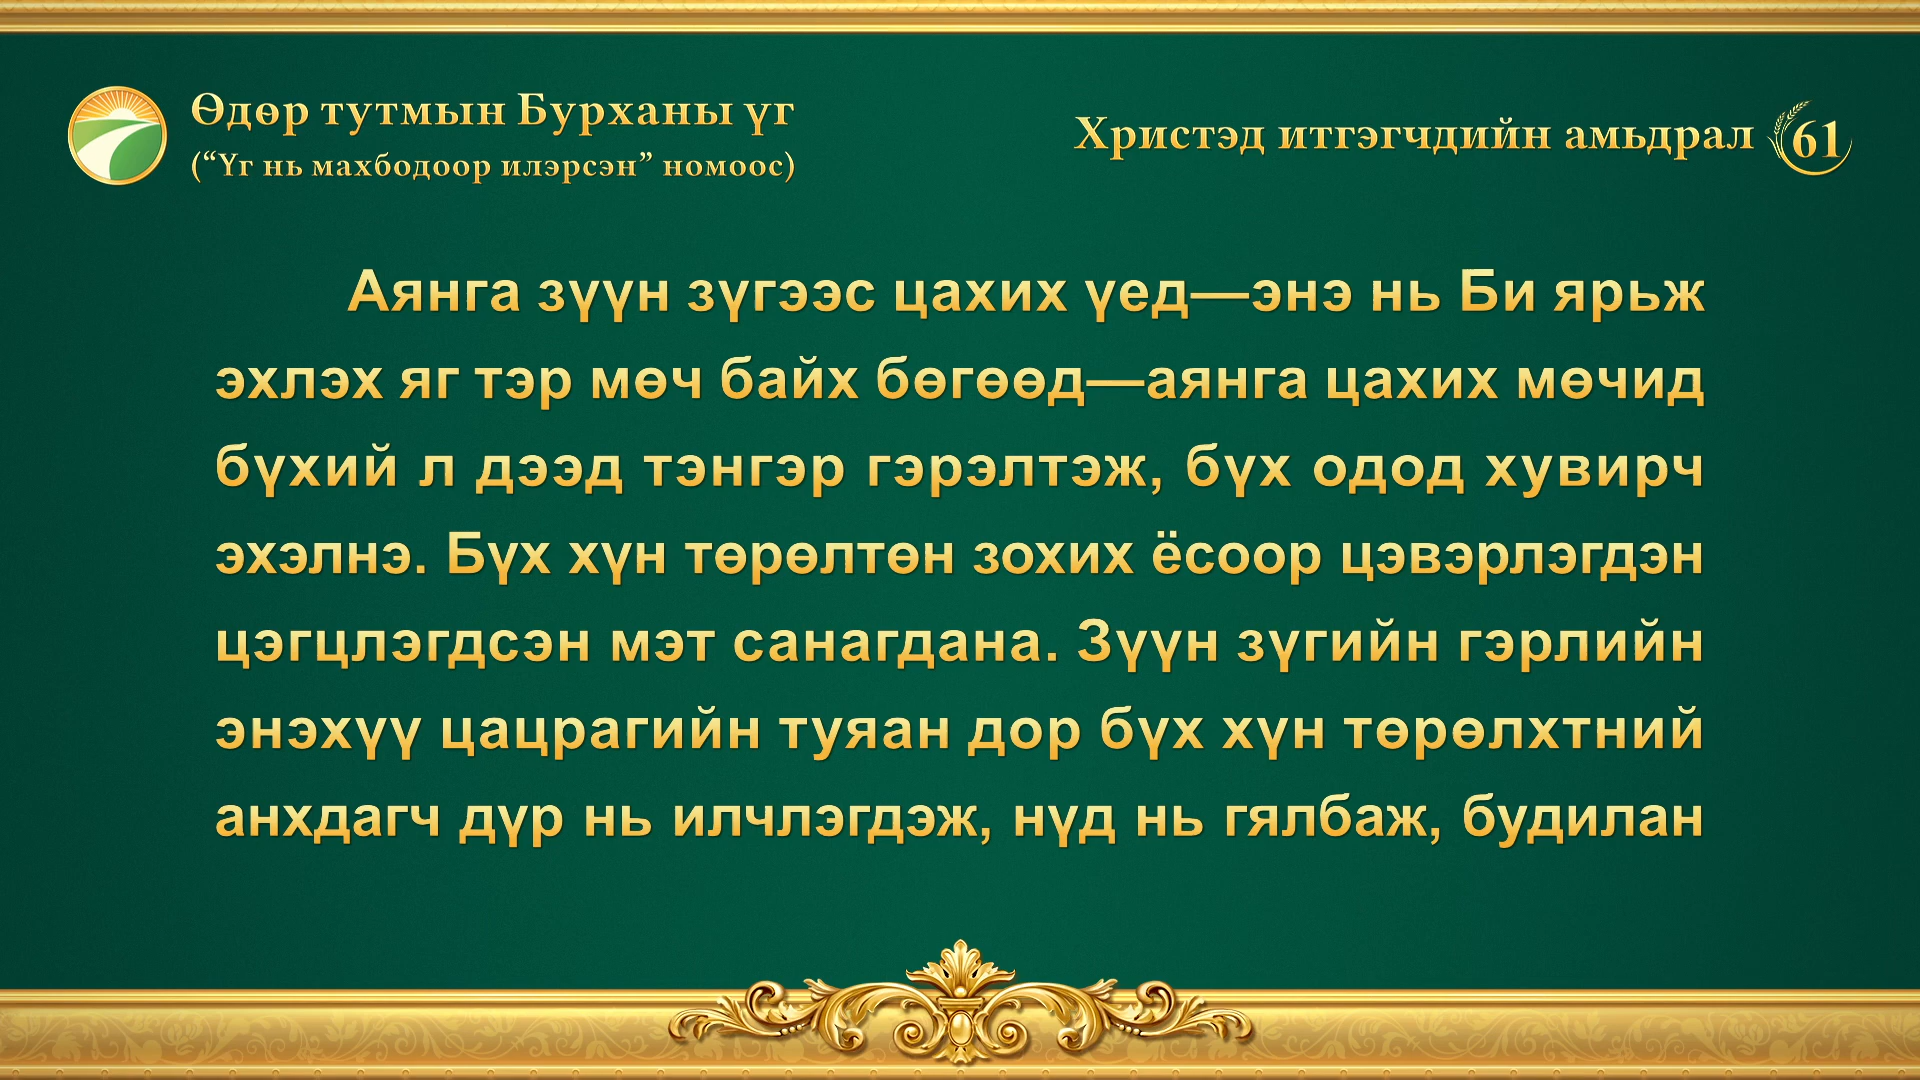 Өдөр тутмын Бурханы үг
(“Үг нь махбодоор илэрсэн” номоос)
Христэд итгэгчдийн амьдрал 61
Аянга зүүн зүгээс цахих үед—энэ нь Би ярьж
эхлэх яг тэр мөч байх бөгөөд—аянга цахих мөчид
бүхий л дээд тэнгэр гэрэлтэж, бүх одод хувирч
эхэлнэ. Бүх хүн төрөлтөн зохих ёсоор цэвэрлэгдэн
цэгцлэгдсэн мэт санагдана. Зүүн зүгийн гэрлийн
энэхүү цацрагийн туяан дор бүх хүн төрөлхтний
анхдагч дүр нь илчлэгдэж, нүд нь гялбаж, будилан